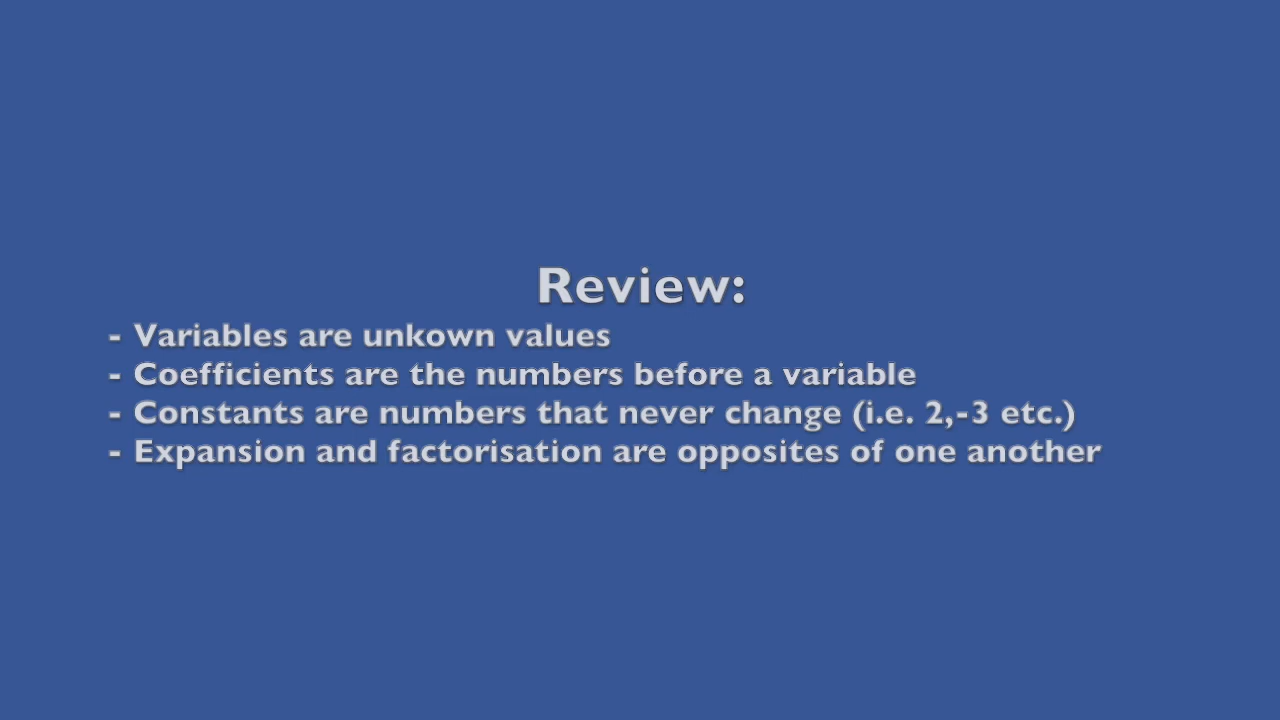 Review:
- Variables are unkown values
- Coefficients are the numbers before a variable
- Constants are numbers that never change (i.e. 2,-3 etc.)
- Expansion and factorisation are opposites of one another